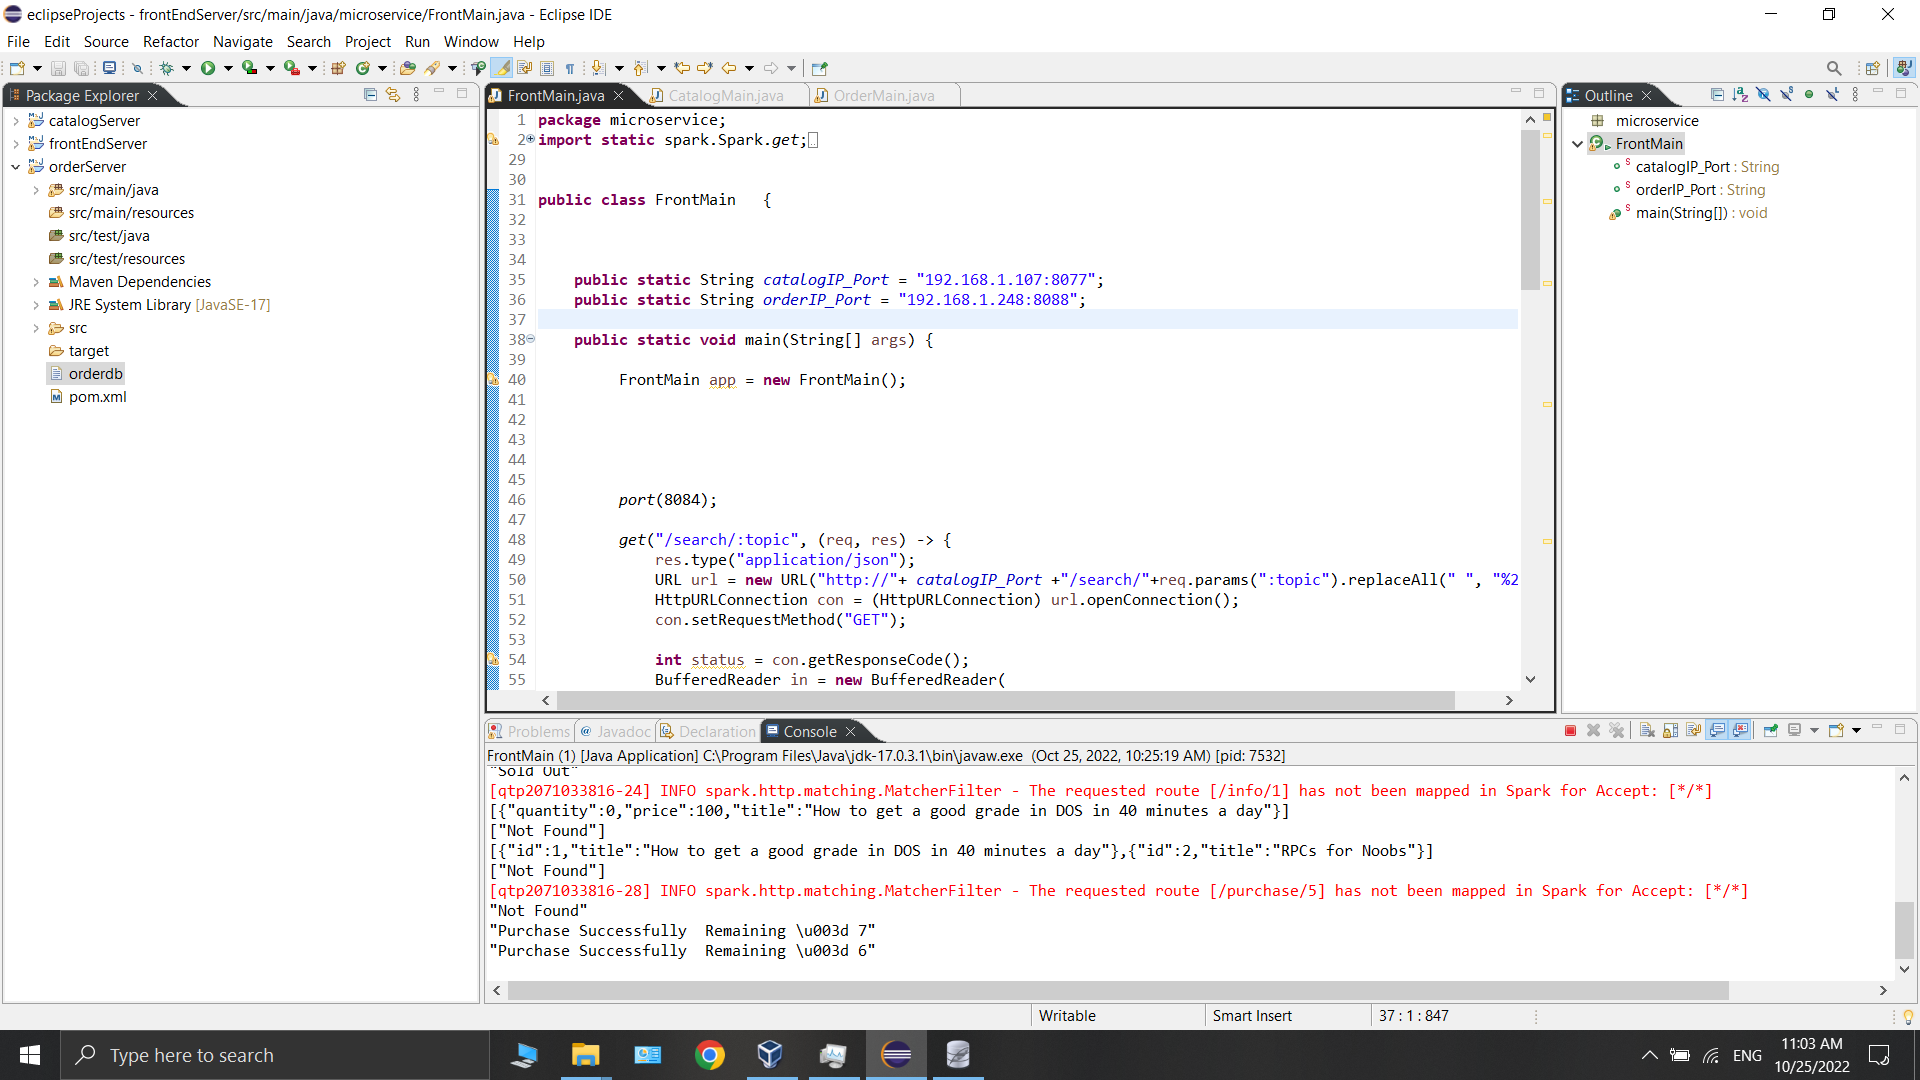 eclipseProjects - frontEndServer/src/main/java/microservice/FrontMain.java - Eclipse IDE
File Edit Source Refactor Navigate Search Project Run Window Help
Package Explorer
catalogServer
frontEndServer
orderServer
src/main/java
src/main/resources
src/test/java
src/test/resources
Maven Dependencies
JRE System Library [JavaSE-17]
src
target
orderdb
pom.xml
FrontMain.java CatalogMain.java OrderMain.java
1 package microservice;
2 import static spark.Spark.get;
29
30
31 public class FrontMain   {
32
33
34
35 public static String catalogIP_Port = "192.168.1.107:8077";
36 public static String orderIP_Port = "192.168.1.248:8088";
37
38 public static void main(String[] args) {
39
40 FrontMain app = new FrontMain();
41
42
43
44
45
46 port(8084);
47
48 get("/search/:topic", (req, res) -> {
49 res.type("application/json");
50 URL url = new URL("http://"+ catalogIP_Port +"/search/"+req.params(":topic").replaceAll(" ", "%2
51 HttpURLConnection con = (HttpURLConnection) url.openConnection();
52 con.setRequestMethod("GET");
53
54 int status = con.getResponseCode();
55 BufferedReader in = new BufferedReader(
Outline
microservice
FrontMain
catalogIP_Port : String
orderIP_Port : String
main(String[]) : void
Problems Javadoc Declaration Console
FrontMain (1) [Java Application] C:\Program Files\Java\jdk-17.0.3.1\bin\javaw.exe (Oct 25, 2022, 10:25:19 AM) [pid: 7532]
"Sold Out"
[qtp2071033816-24] INFO spark.http.matching.MatcherFilter - The requested route [/info/1] has not been mapped in Spark for Accept: [*/*]
[{"quantity":0,"price":100,"title":"How to get a good grade in DOS in 40 minutes a day"}]
["Not Found"]
[{"id":1,"title":"How to get a good grade in DOS in 40 minutes a day"},{"id":2,"title":"RPCs for Noobs"}]
["Not Found"]
[qtp2071033816-28] INFO spark.http.matching.MatcherFilter - The requested route [/purchase/5] has not been mapped in Spark for Accept: [*/*]
"Not Found"
"Purchase Successfully  Remaining \u003d 7"
"Purchase Successfully  Remaining \u003d 6"
Writable Smart Insert 37 : 1 : 847
Type here to search
ENG
11:03 AM
10/25/2022